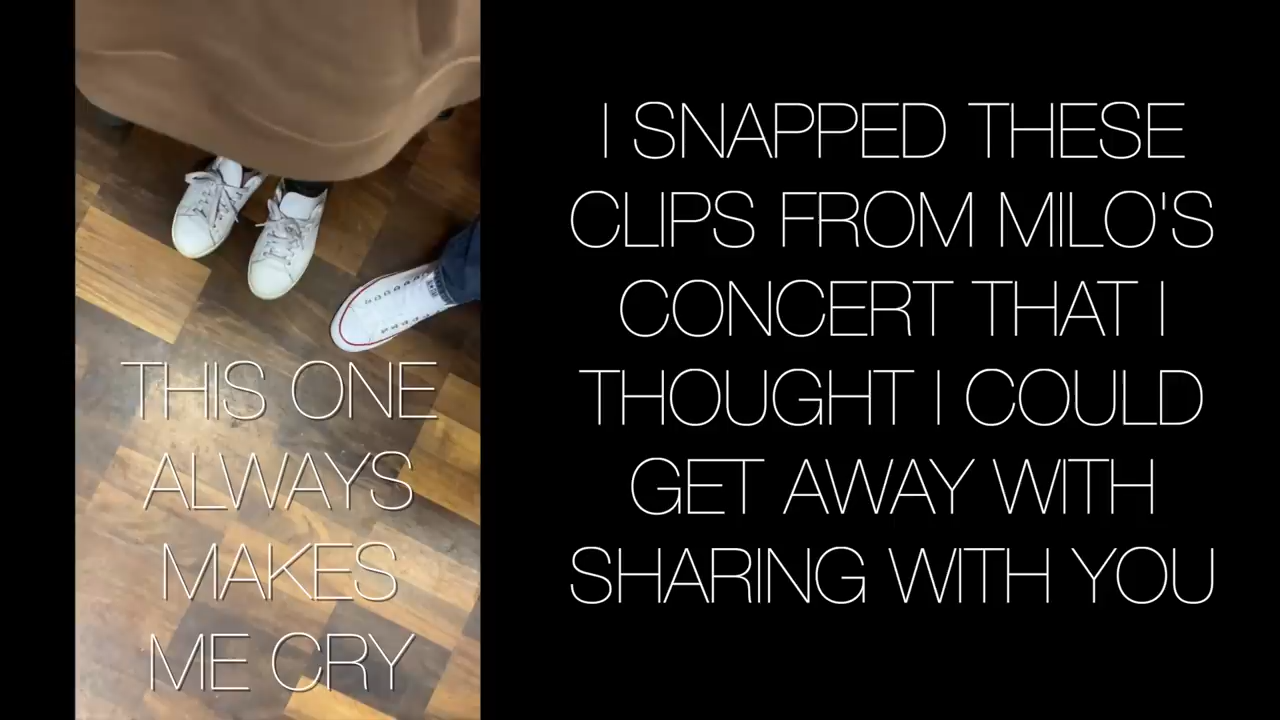 THIS ONE
ALWAYS
MAKES
ME CRY
I SNAPPED THESE
CLIPS FROM MILO'S
CONCERT THAT I
THOUGHT I COULD
GET AWAY WITH
SHARING WITH YOU